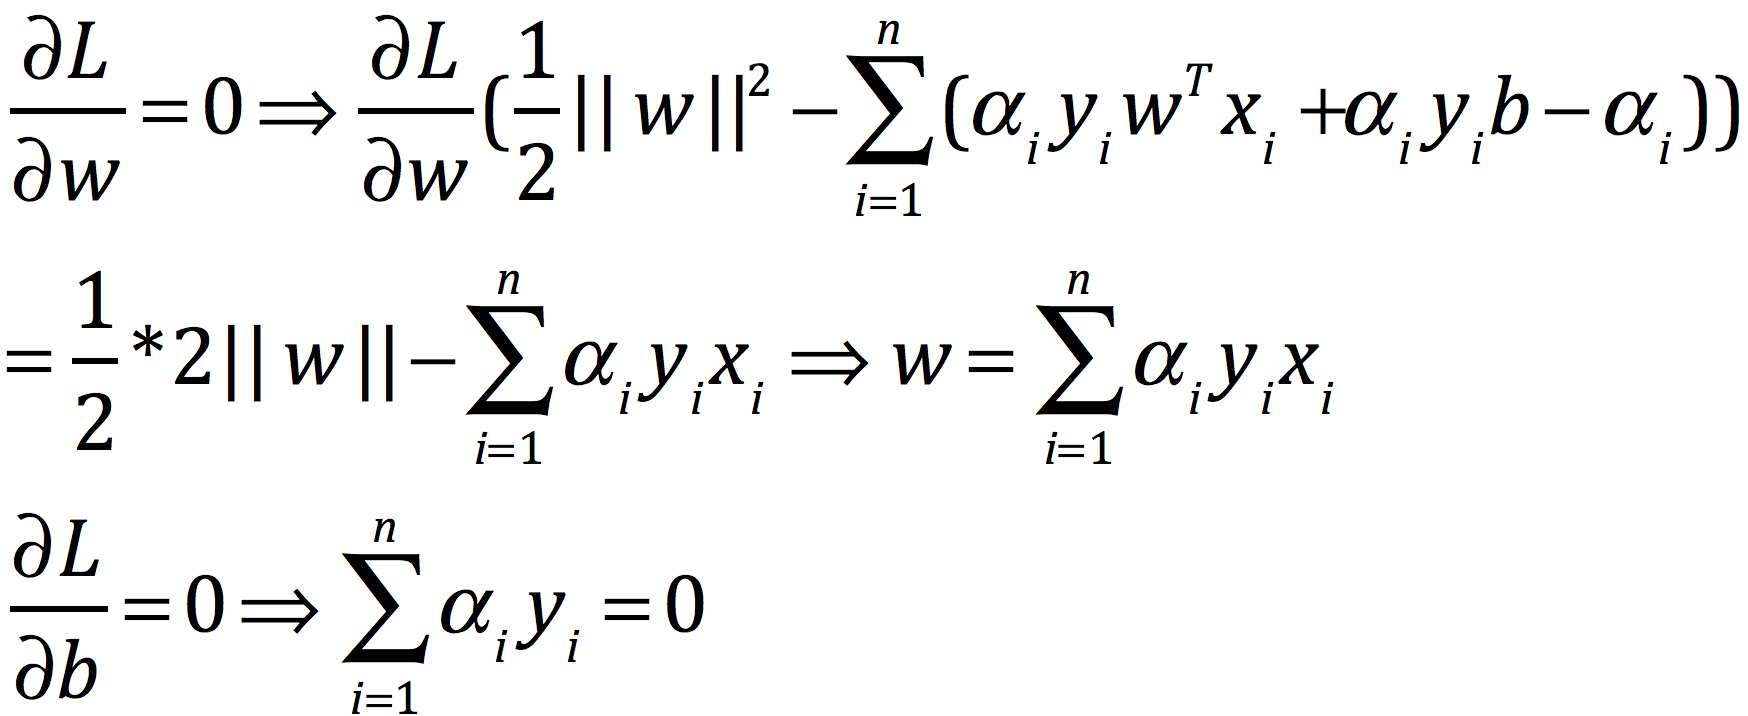 ∂L/∂w = 0 ⇒ ∂L/∂w (1/2 || w ||² − ∑_{i=1}^{n} (α_i y_i w^T x_i + α_i y_i b − α_i))
= 1/2 * 2 || w || − ∑_{i=1}^{n} α_i y_i x_i ⇒ w = ∑_{i=1}^{n} α_i y_i x_i
∂L/∂b = 0 ⇒ ∑_{i=1}^{n} α_i y_i = 0